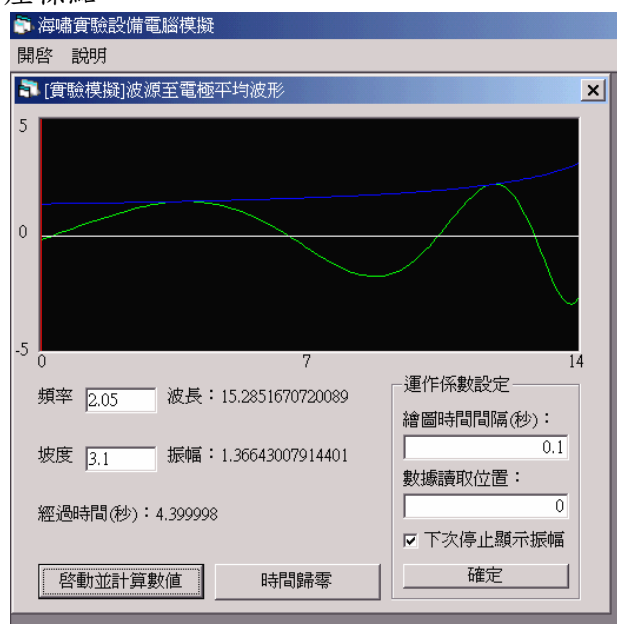 海嘯實驗設備電腦模擬
開啓 說明
[實驗模擬]波源至電極平均波形
5
0
-5
0 7 14
頻率 2.05 波長：15.2851670720089
坡度 3.1 振幅：1.36643007914401
經過時間(秒)：4.399998
啓動並計算數值 時間歸零
運作係數設定
繪圖時間間隔(秒)：
0.1
數據讀取位置：
0
下次停止顯示振幅
確定